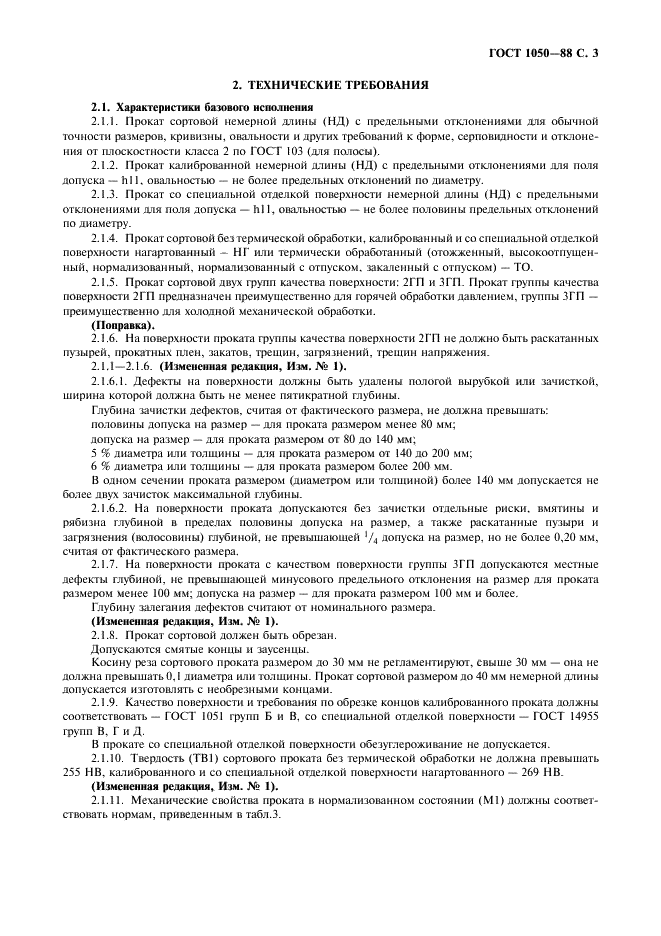 ГОСТ 1050—88 С. 3
2. ТЕХНИЧЕСКИЕ ТРЕБОВАНИЯ
2.1. Характеристики базового исполнения
2.1.1. Прокат сортовой немерной длины (НД) с предельными отклонениями для обычной
точности размеров, кривизны, овальности и других требований к форме, серповидности и отклоне-
ния от плоскостности класса 2 по ГОСТ 103 (для полосы).
2.1.2. Прокат калиброванной немерной длины (НД) с предельными отклонениями для поля
допуска — h11, овальностью — не более предельных отклонений по диаметру.
2.1.3. Прокат со специальной отделкой поверхности немерной длины (НД) с предельными
отклонениями для поля допуска — h11, овальностью — не более половины предельных отклонений
по диаметру.
2.1.4. Прокат сортовой без термической обработки, калиброванный и со специальной отделкой
поверхности нагартованный – НГ или термически обработанный (отожженный, высокоотпущен-
ный, нормализованный, нормализованный с отпуском, закаленный с отпуском) — ТО.
2.1.5. Прокат сортовой двух групп качества поверхности: 2ГП и 3ГП. Прокат группы качества
поверхности 2ГП предназначен преимущественно для горячей обработки давлением, группы 3ГП —
преимущественно для холодной механической обработки.
(Поправка).
2.1.6. На поверхности проката группы качества поверхности 2ГП не должно быть раскатанных
пузырей, прокатных плен, закатов, трещин, загрязнений, трещин напряжения.
2.1.1—2.1.6. (Измененная редакция, Изм. № 1).
2.1.6.1. Дефекты на поверхности должны быть удалены пологой вырубкой или зачисткой,
ширина которой должна быть не менее пятикратной глубины.
Глубина зачистки дефектов, считая от фактического размера, не должна превышать:
половины допуска на размер — для проката размером менее 80 мм;
допуска на размер — для проката размером от 80 до 140 мм;
5 % диаметра или толщины — для проката размером от 140 до 200 мм;
6 % диаметра или толщины — для проката размером более 200 мм.
В одном сечении проката размером (диаметром или толщиной) более 140 мм допускается не
более двух зачисток максимальной глубины.
2.1.6.2. На поверхности проката допускаются без зачистки отдельные риски, вмятины и
рябизна глубиной в пределах половины допуска на размер, а также раскатанные пузыри и
загрязнения (волосовины) глубиной, не превышающей 1/4 допуска на размер, но не более 0,20 мм,
считая от фактического размера.
2.1.7. На поверхности проката с качеством поверхности группы 3ГП допускаются местные
дефекты глубиной, не превышающей минусового предельного отклонения на размер для проката
размером менее 100 мм; допуска на размер — для проката размером 100 мм и более.
Глубину залегания дефектов считают от номинального размера.
(Измененная редакция, Изм. № 1).
2.1.8. Прокат сортовой должен быть обрезан.
Допускаются смятые концы и заусенцы.
Косину реза сортового проката размером до 30 мм не регламентируют, свыше 30 мм — она не
должна превышать 0,1 диаметра или толщины. Прокат сортовой размером до 40 мм немерной длины
допускается изготовлять с необрезными концами.
2.1.9. Качество поверхности и требования по обрезке концов калиброванного проката должны
соответствовать — ГОСТ 1051 групп Б и В, со специальной отделкой поверхности — ГОСТ 14955
групп В, Г и Д.
В прокате со специальной отделкой поверхности обезуглероживание не допускается.
2.1.10. Твердость (ТВ1) сортового проката без термической обработки не должна превышать
255 НВ, калиброванного и со специальной отделкой поверхности нагартованного — 269 НВ.
(Измененная редакция, Изм. № 1).
2.1.11. Механические свойства проката в нормализованном состоянии (М1) должны соответ-
ствовать нормам, приведенным в табл.3.